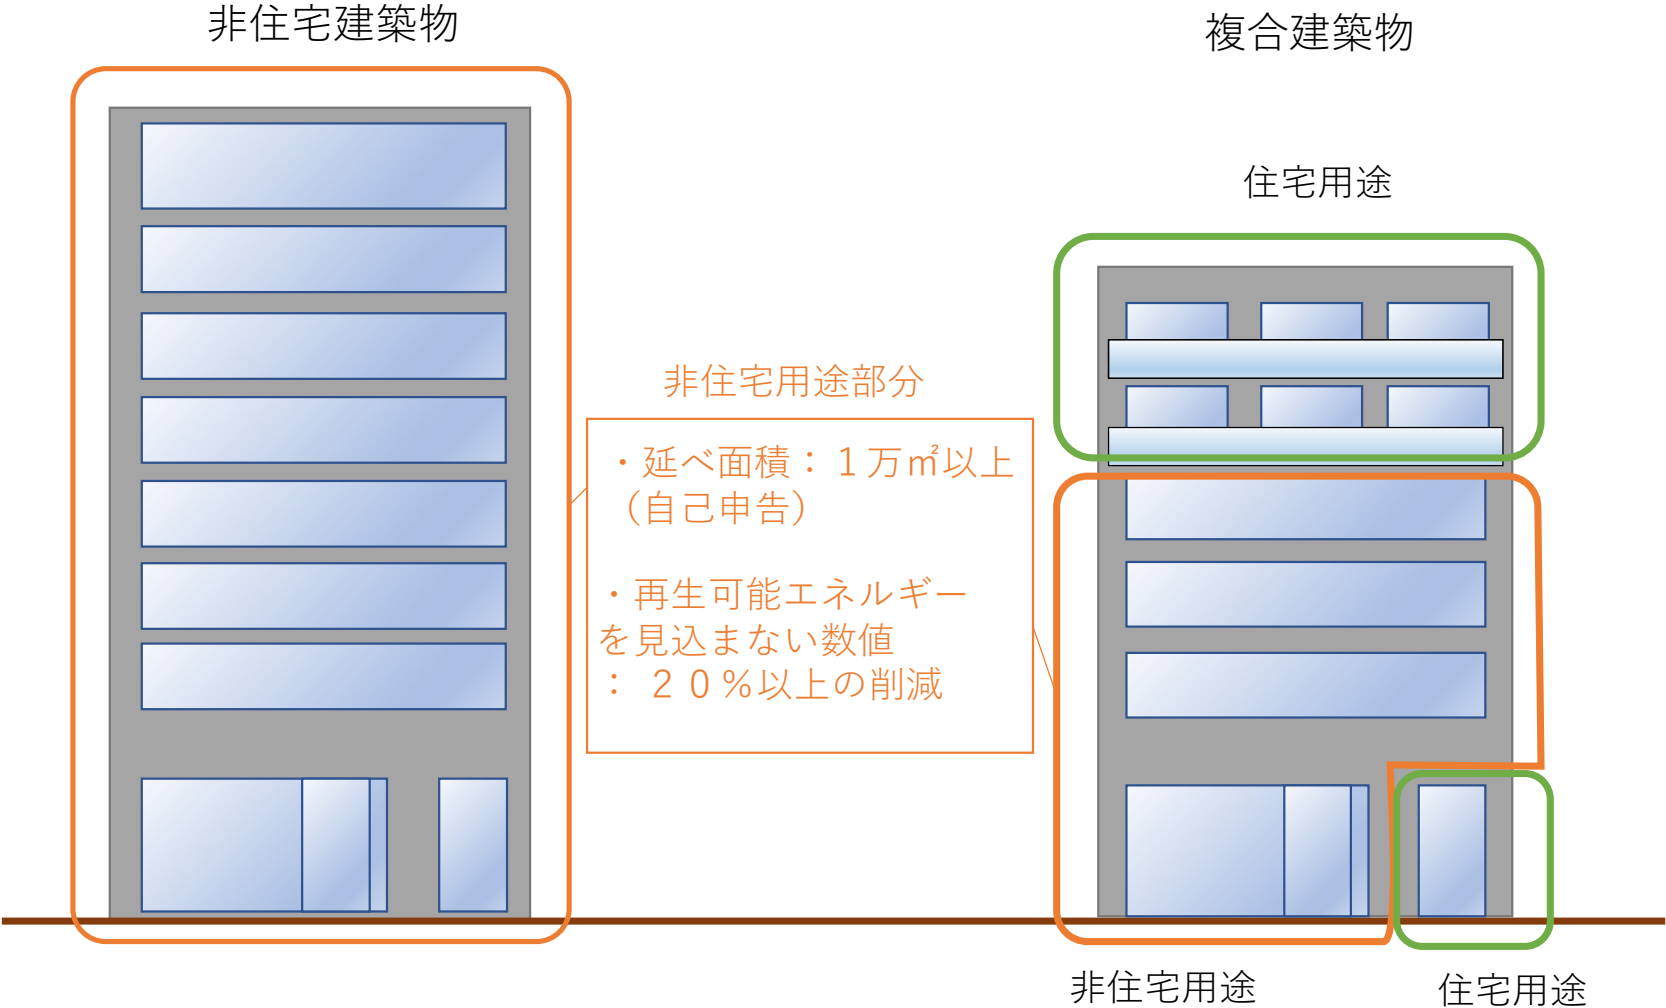 非住宅建築物
複合建築物
住宅用途
非住宅用途部分
・延べ面積：１万㎡以上
（自己申告）
・再生可能エネルギー
を見込まない数値
：２０％以上の削減
非住宅用途
住宅用途